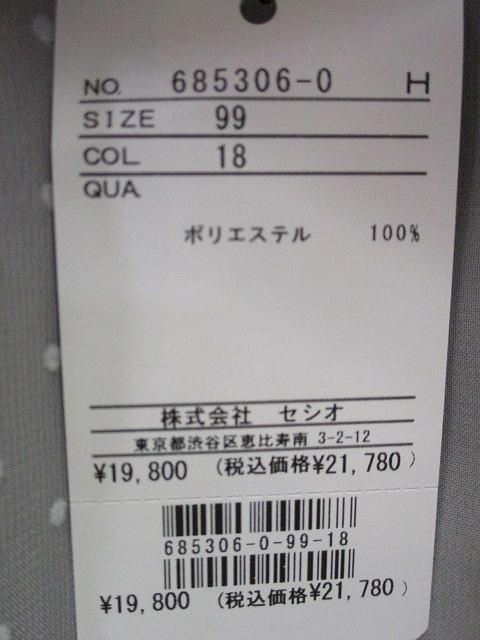 NO. 685306-0 H
SIZE 99
COL 18
QUA
ポリエステル 100%
株式会社 セシオ
東京都渋谷区恵比寿南 3-2-12
¥19,800 (税込価格¥21,780)
685306-0-99-18
¥19,800 (税込価格¥21,780)